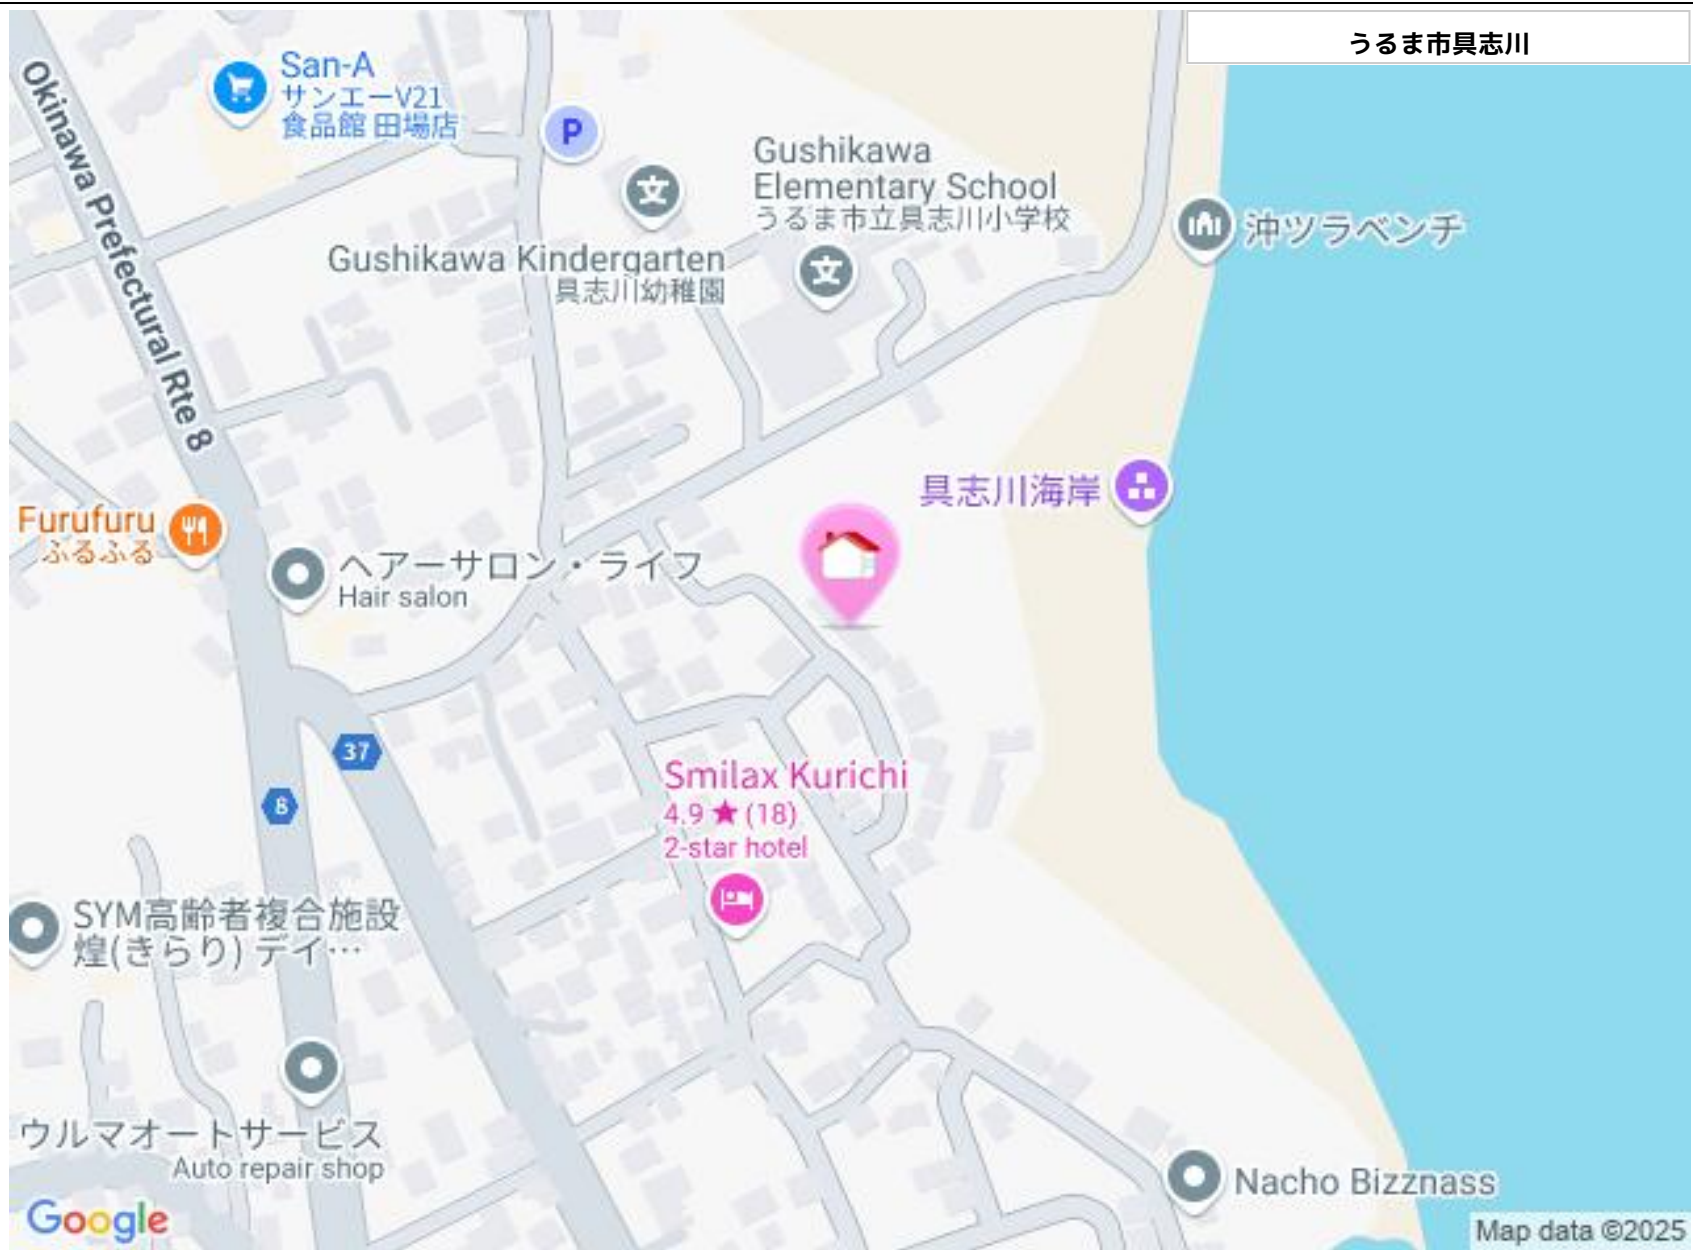 うるま市具志川
Okinawa Prefectural Rte 8
San-A
サンエーV21
食品館 田場店
P
文
Gushikawa
Elementary School
うるま市立具志川小学校
文
Gushikawa Kindergarten
具志川幼稚園
沖ツラベンチ
具志川海岸
Furufuru
ふるふる
ヘアーサロン・ライフ
Hair salon
37
8
Smilax Kurichi
4.9 ★ (18)
2-star hotel
SYM高齢者複合施設
煌(きらり) デイ…
ウルマオートサービス
Auto repair shop
Nacho Bizznass
Google
Map data ©2025